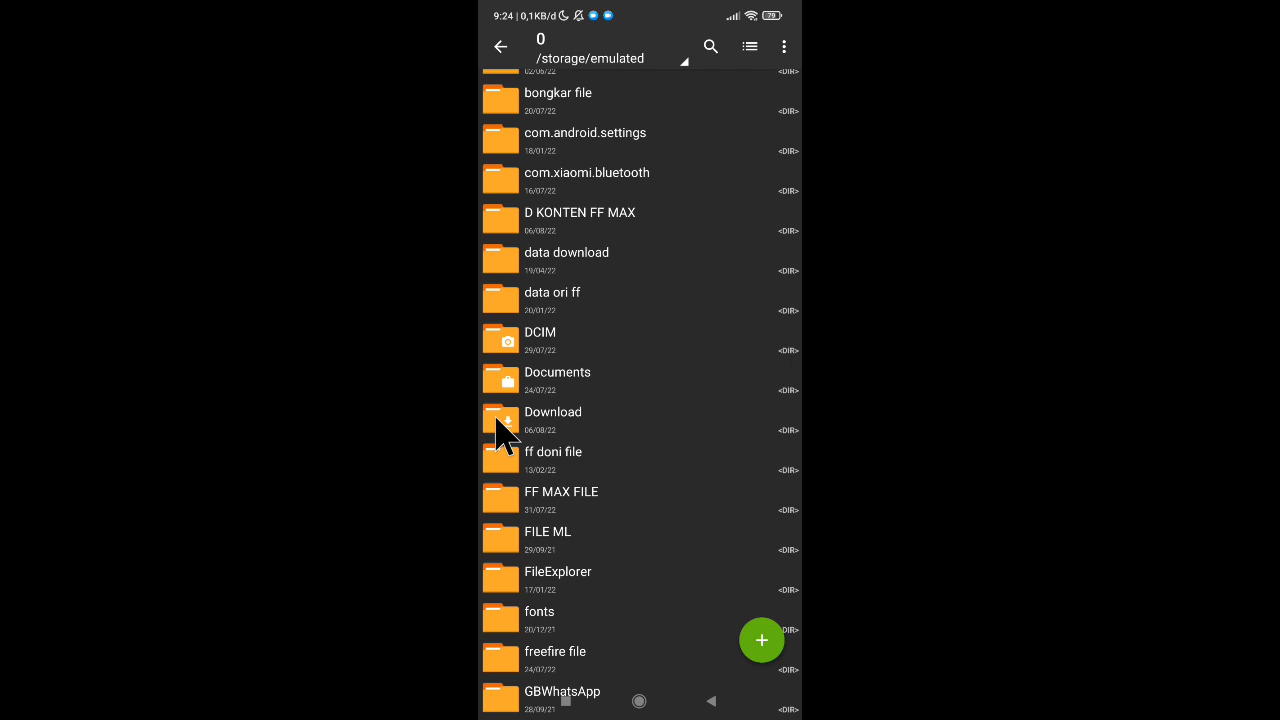 9:24 | 0,1KB/d
79
0
/storage/emulated
02/06/22
<DIR>
bongkar file
20/07/22
<DIR>
com.android.settings
18/01/22
<DIR>
com.xiaomi.bluetooth
16/07/22
<DIR>
D KONTEN FF MAX
06/08/22
<DIR>
data download
19/04/22
<DIR>
data ori ff
20/01/22
<DIR>
DCIM
29/07/22
<DIR>
Documents
24/07/22
<DIR>
Download
06/08/22
<DIR>
ff doni file
13/02/22
<DIR>
FF MAX FILE
31/07/22
<DIR>
FILE ML
29/09/21
<DIR>
FileExplorer
17/01/22
<DIR>
fonts
20/12/21
DIR>
freefire file
24/07/22
<DIR>
GBWhatsApp
28/09/21
<DIR>